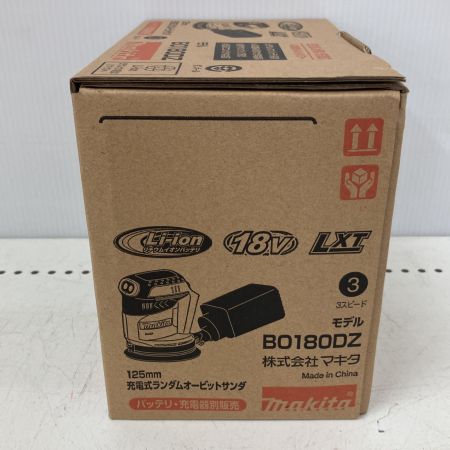 makita
BO180DZ
Li-ion
リチウムイオンバッテリ
18V
LXT
3
3スピード
モデル
BO180DZ
株式会社 マキタ
Made in China
makita
125mm
充電式ランダムオービットサンダ
バッテリ・充電器別販売
makita